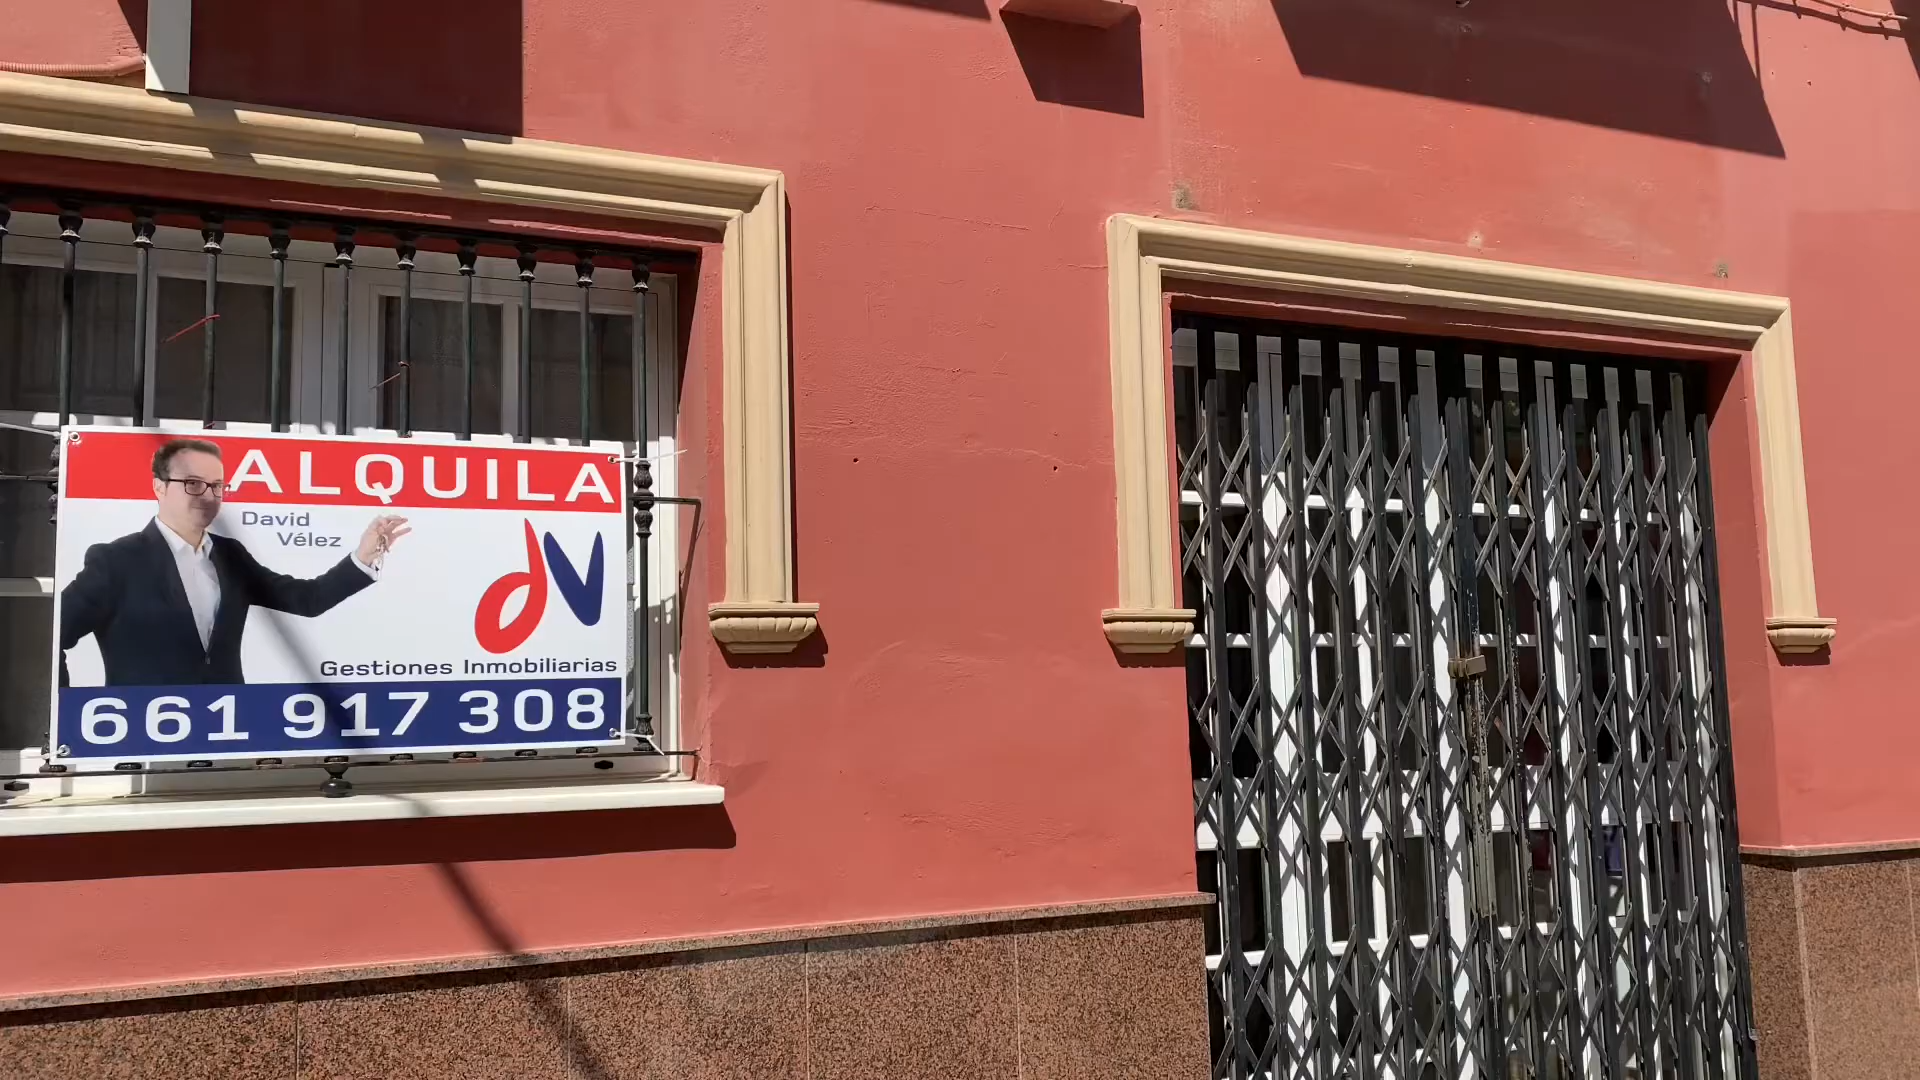 ALQUILA
David
Vélez
dv
Gestiones Inmobiliarias
661 917 308